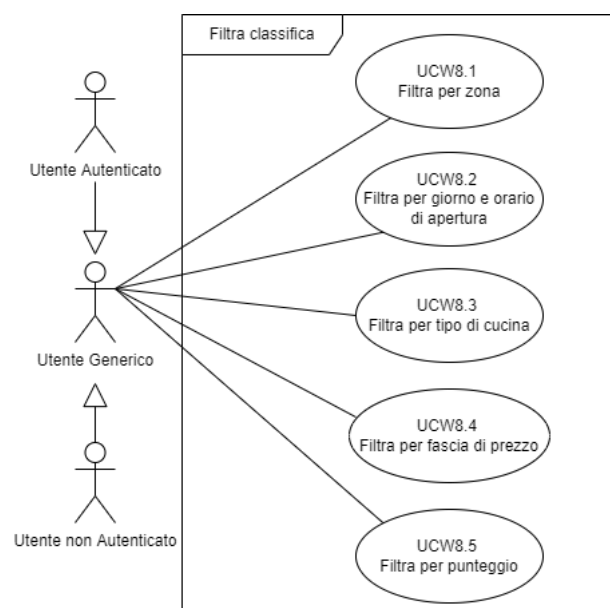 Filtra classifica
UCW8.1
Filtra per zona
Utente Autenticato
UCW8.2
Filtra per giorno e orario
di apertura
UCW8.3
Filtra per tipo di cucina
Utente Generico
UCW8.4
Filtra per fascia di prezzo
Utente non Autenticato
UCW8.5
Filtra per punteggio